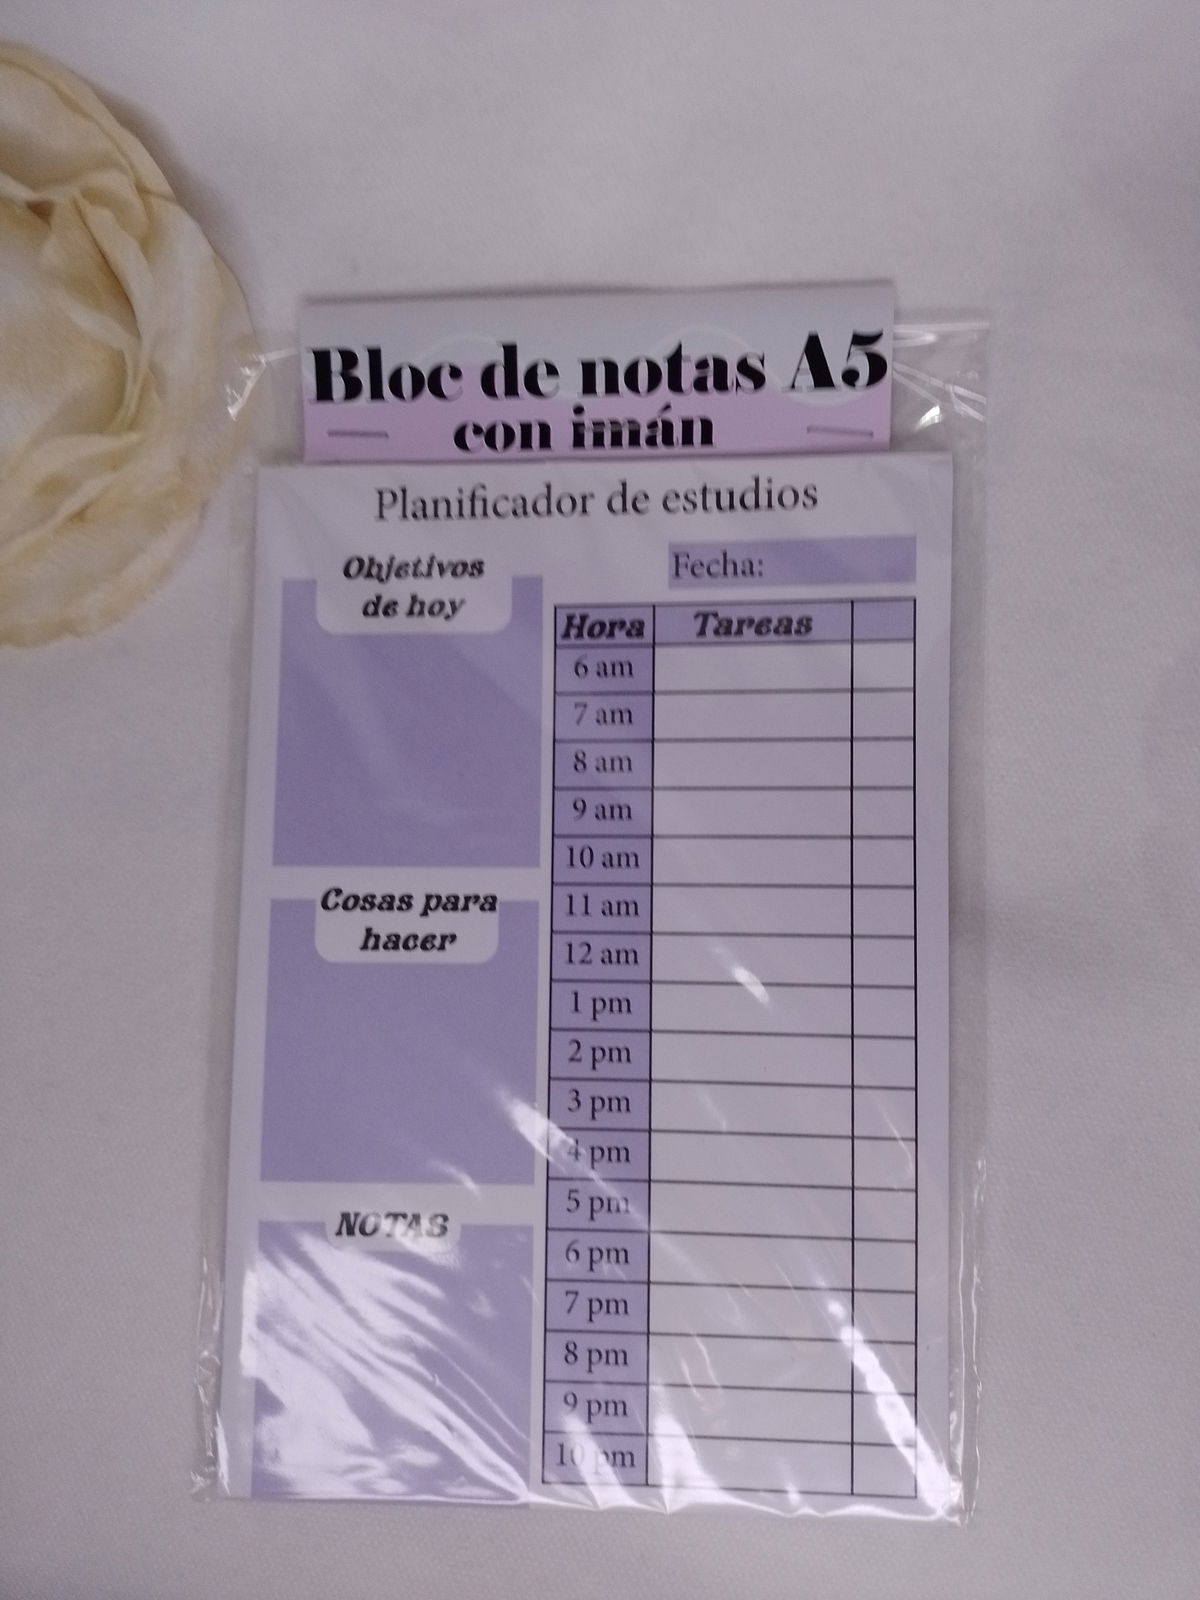 Bloc de notas A5
con imán
Planificador de estudios
Objetivos
de hoy
Cosas para
hacer
NOTAS
Fecha:
Hora Tareas
6 am
7 am
8 am
9 am
10 am
11 am
12 am
1 pm
2 pm
3 pm
4 pm
5 pm
6 pm
7 pm
8 pm
9 pm
10 pm